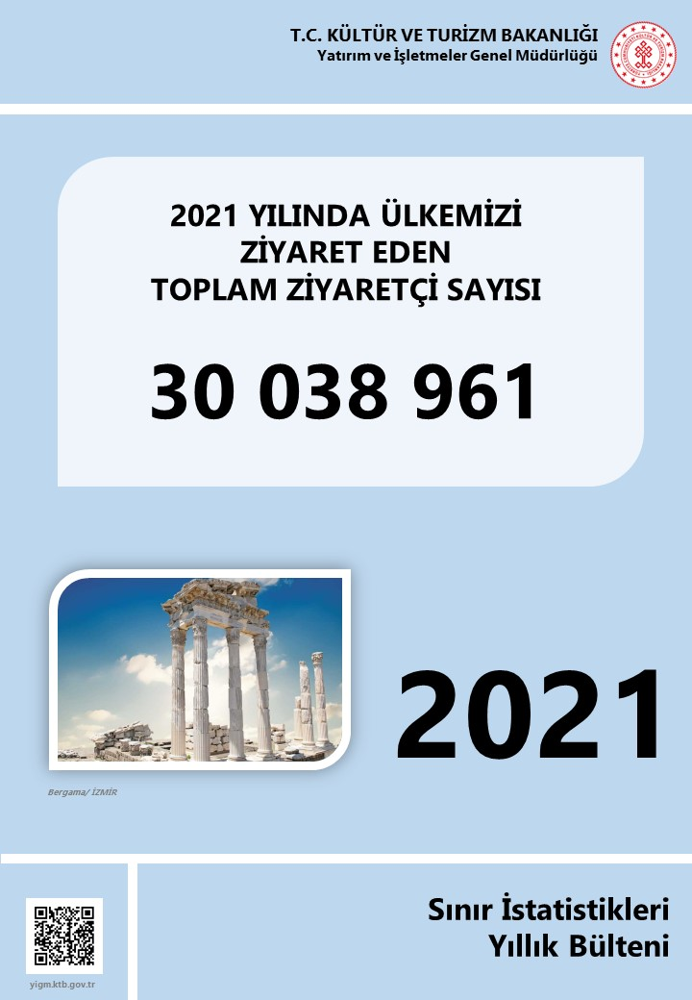 T.C. KÜLTÜR VE TURİZM BAKANLIĞI
Yatırım ve İşletmeler Genel Müdürlüğü
2021 YILINDA ÜLKEMİZİ
ZİYARET EDEN
TOPLAM ZİYARETÇİ SAYISI
30 038 961
2021
Bergama/ İZMİR
Sınır İstatistikleri
Yıllık Bülteni
yigm.ktb.gov.tr